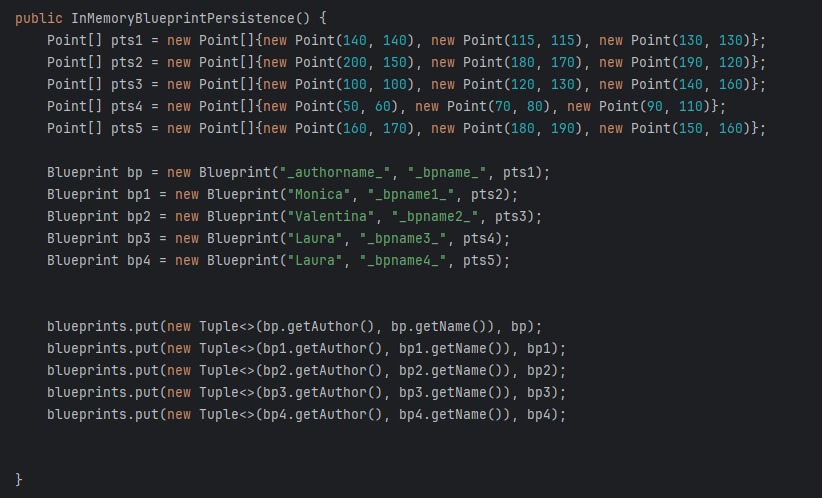 public InMemoryBlueprintPersistence() {
    Point[] pts1 = new Point[]{new Point(140, 140), new Point(115, 115), new Point(130, 130)};
    Point[] pts2 = new Point[]{new Point(200, 150), new Point(180, 170), new Point(190, 120)};
    Point[] pts3 = new Point[]{new Point(100, 100), new Point(120, 130), new Point(140, 160)};
    Point[] pts4 = new Point[]{new Point(50, 60), new Point(70, 80), new Point(90, 110)};
    Point[] pts5 = new Point[]{new Point(160, 170), new Point(180, 190), new Point(150, 160)};
    Blueprint bp = new Blueprint("_authorname_", "_bpname_", pts1);
    Blueprint bp1 = new Blueprint("Monica", "_bpname1_", pts2);
    Blueprint bp2 = new Blueprint("Valentina", "_bpname2_", pts3);
    Blueprint bp3 = new Blueprint("Laura", "_bpname3_", pts4);
    Blueprint bp4 = new Blueprint("Laura", "_bpname4_", pts5);
    blueprints.put(new Tuple<>(bp.getAuthor(), bp.getName()), bp);
    blueprints.put(new Tuple<>(bp1.getAuthor(), bp1.getName()), bp1);
    blueprints.put(new Tuple<>(bp2.getAuthor(), bp2.getName()), bp2);
    blueprints.put(new Tuple<>(bp3.getAuthor(), bp3.getName()), bp3);
    blueprints.put(new Tuple<>(bp4.getAuthor(), bp4.getName()), bp4);
}